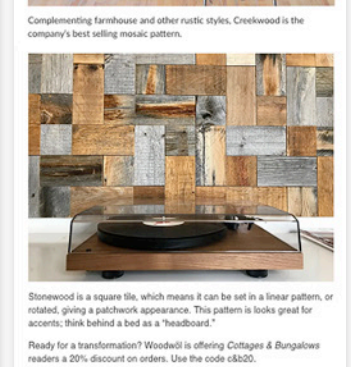 Complementing farmhouse and other rustic styles, Creekwood is the
company's best selling mosaic pattern.
Stonewood is a square tile, which means it can be set in a linear pattern, or
rotated, giving a patchwork appearance. This pattern is looks great for
accents; think behind a bed as a "headboard."
Ready for a transformation? Woodwöl is offering Cottages & Bungalows
readers a 20% discount on orders. Use the code c&b20.